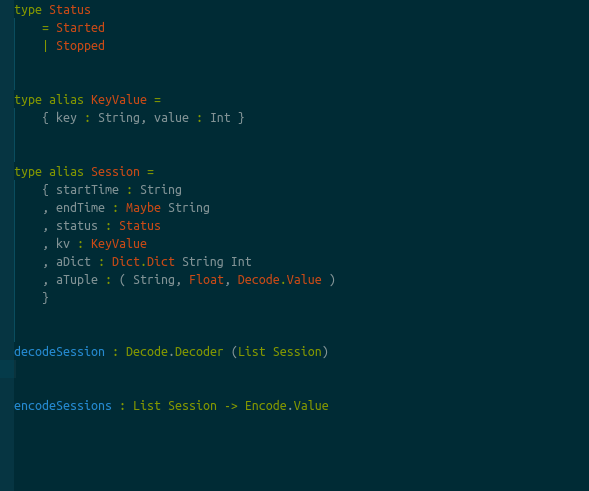 type Status
    = Started
    | Stopped
type alias KeyValue =
    { key : String, value : Int }
type alias Session =
    { startTime : String
    , endTime : Maybe String
    , status : Status
    , kv : KeyValue
    , aDict : Dict.Dict String Int
    , aTuple : ( String, Float, Decode.Value )
    }
decodeSession : Decode.Decoder (List Session)
encodeSessions : List Session -> Encode.Value